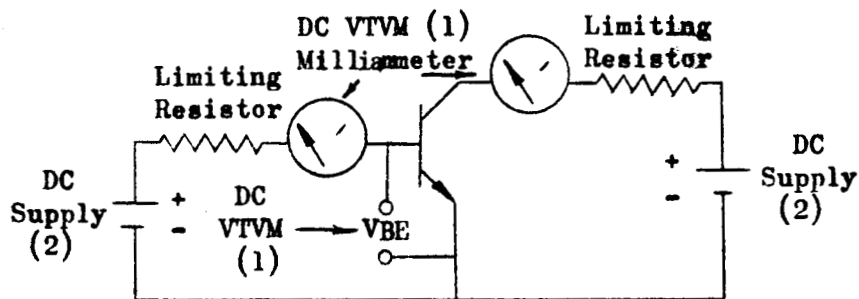 DC VTVM (1)
Milliammeter
Limiting
Resistor
Limiting
Resistor
DC
Supply
(2)
+
-
DC
VTVM
(1)
VBE
+
-
DC
Supply
(2)